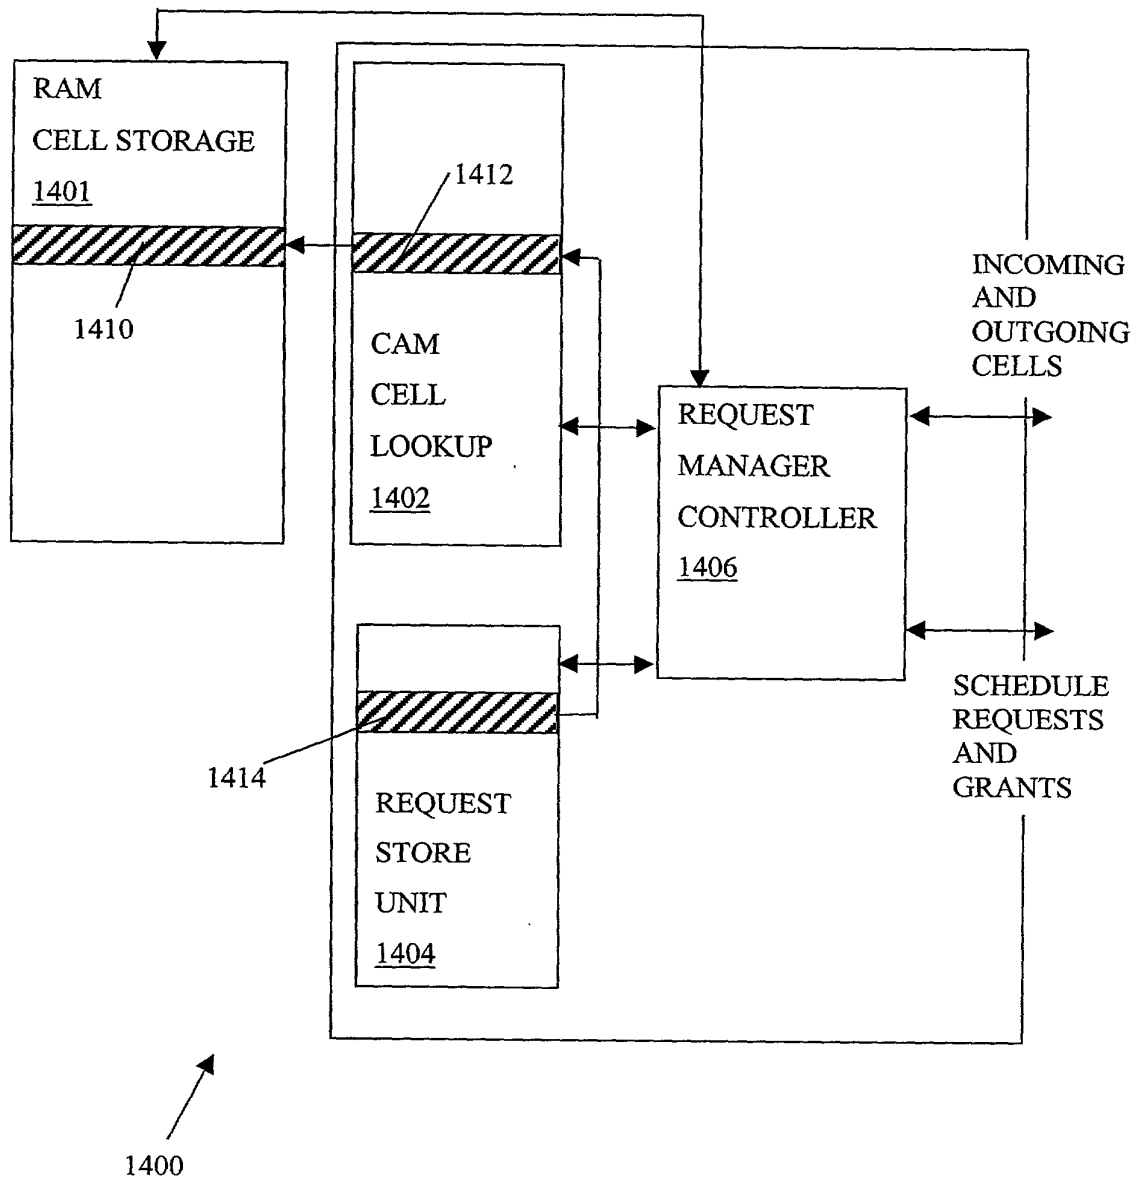 RAM
CELL STORAGE
1401
1410
1412
CAM
CELL
LOOKUP
1402
REQUEST
MANAGER
CONTROLLER
1406
INCOMING
AND
OUTGOING
CELLS
SCHEDULE
REQUESTS
AND
GRANTS
1414
REQUEST
STORE
UNIT
1404
1400